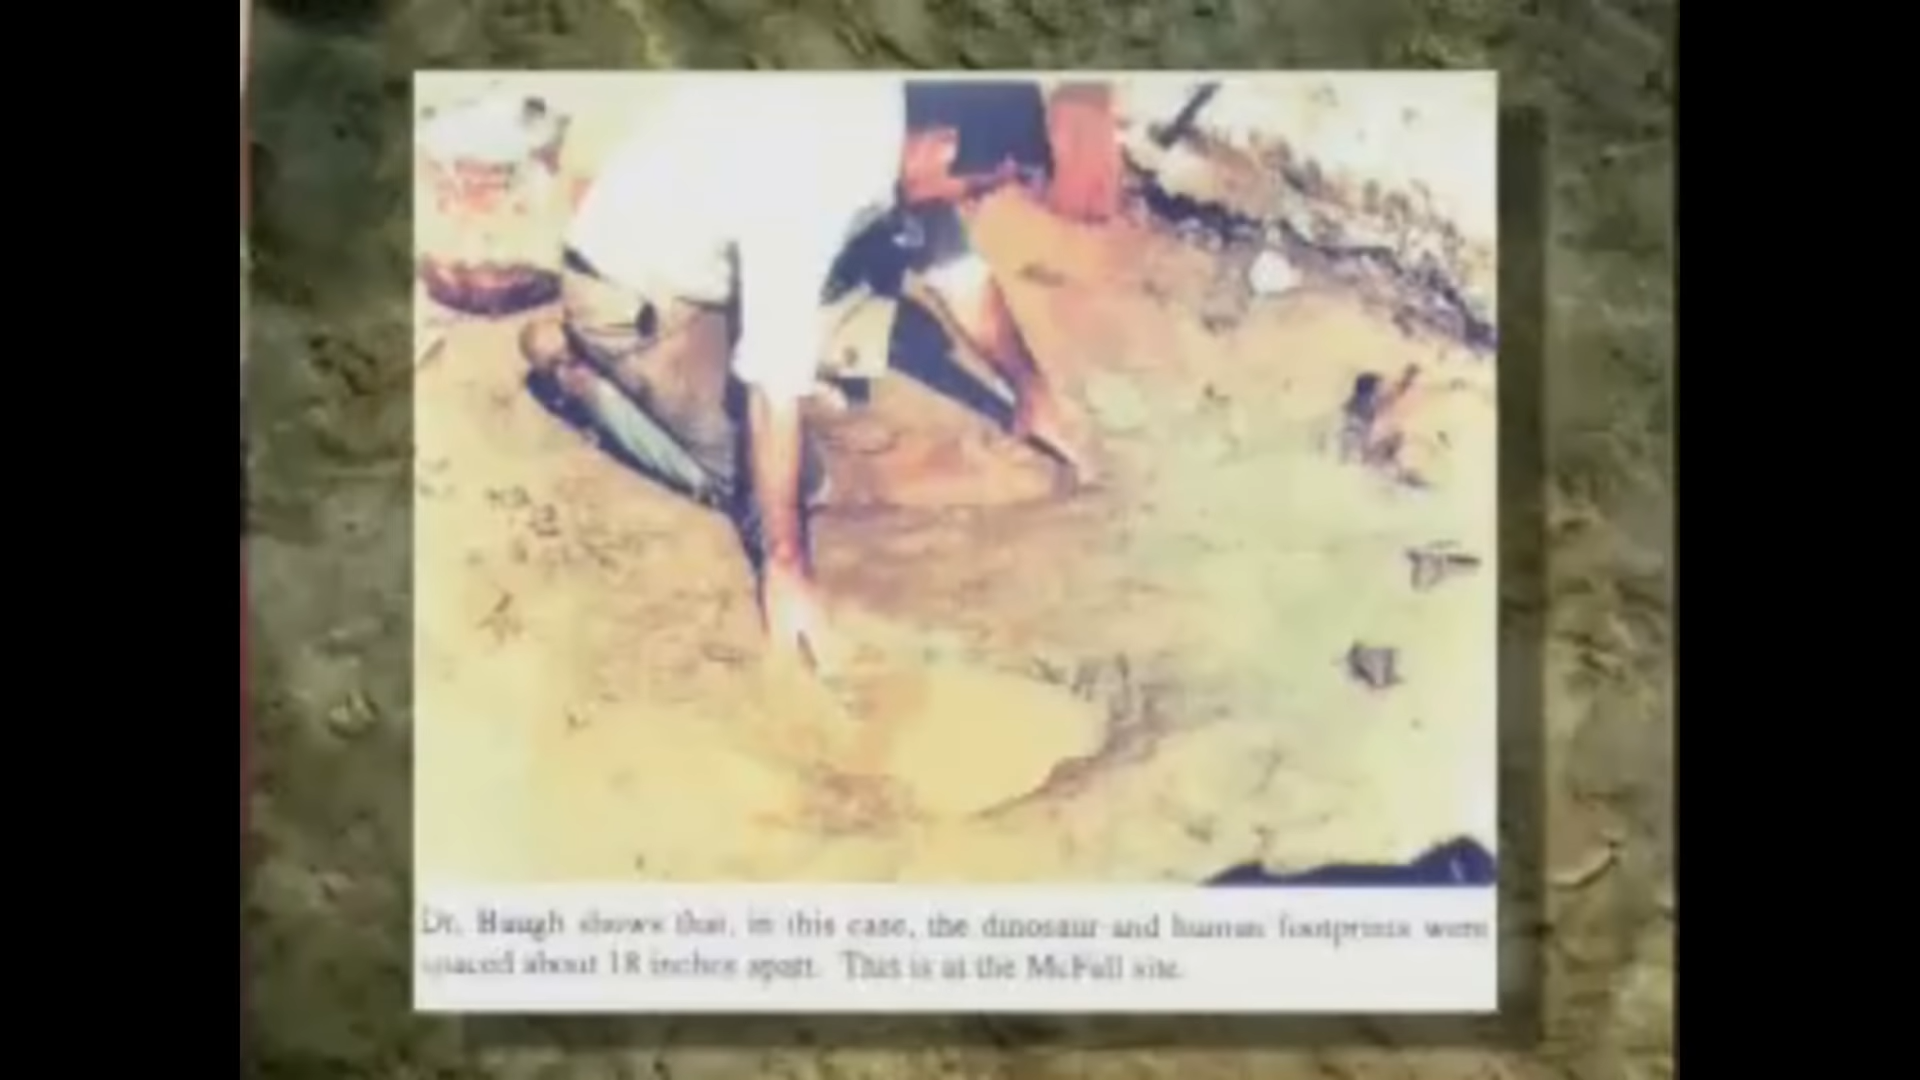 Dr. Baugh shows that, in this case, the dinosaur and human footprints were
spaced about 18 inches apart. This is at the McFall site.